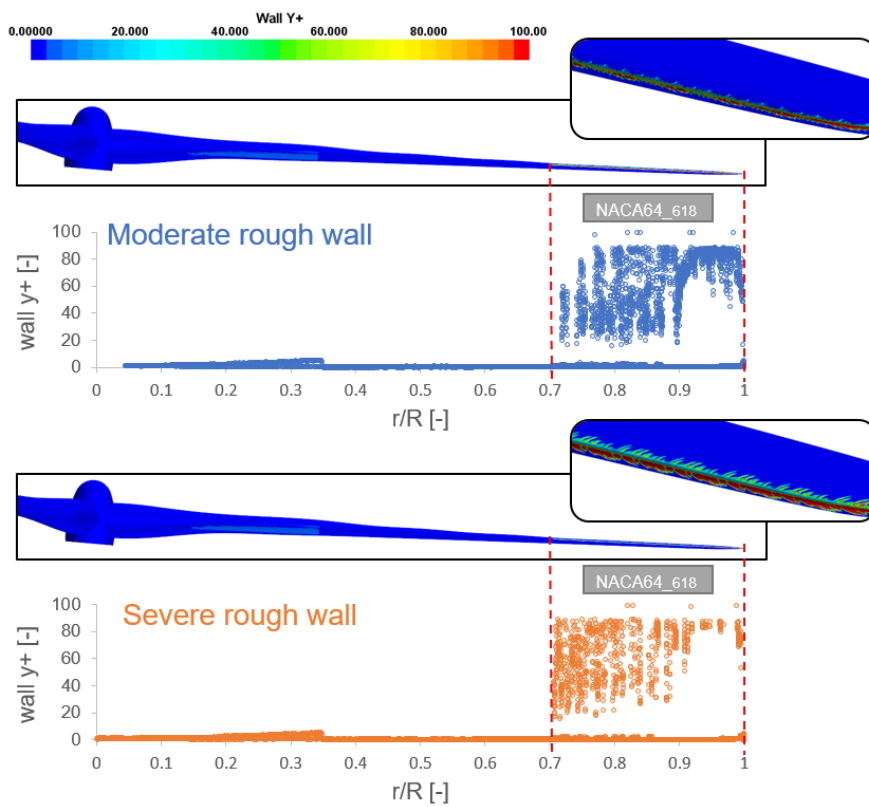 Wall Y+
0.00000 20.000 40.000 60.000 80.000 100.00
NACA64_618
Moderate rough wall
wall y+ [-]
100
80
60
40
20
0
0 0.1 0.2 0.3 0.4 0.5 0.6 0.7 0.8 0.9 1
r/R [-]
NACA64_618
Severe rough wall
wall y+ [-]
100
80
60
40
20
0
0 0.1 0.2 0.3 0.4 0.5 0.6 0.7 0.8 0.9 1
r/R [-]